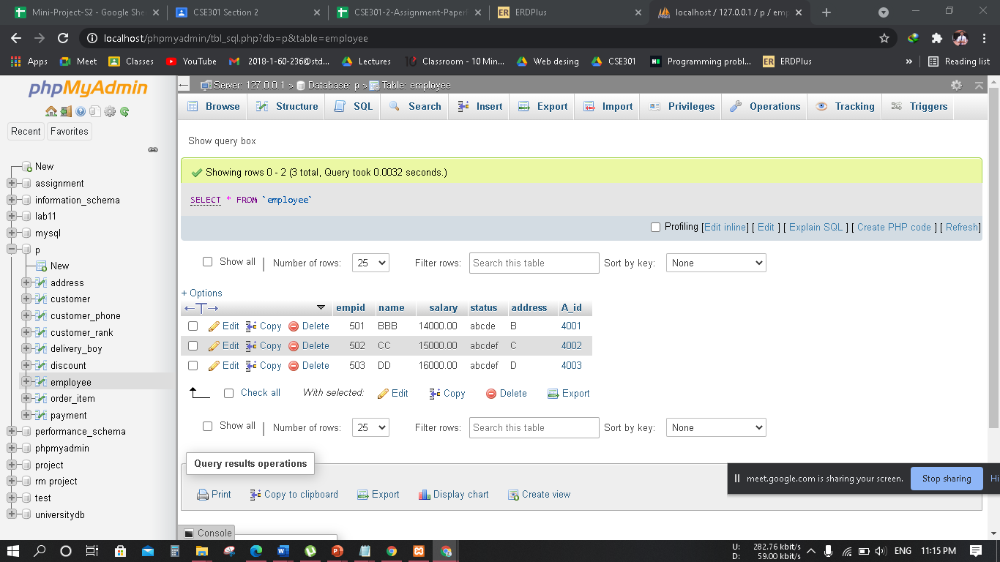 Mini-Project-S2 - Google She
CSE301 Section 2
CSE301-2-Assignment-Paper
ER ERDPlus
localhost / 127.0.0.1 / p / emp
localhost/phpmyadmin/tbl_sql.php?db=p&table=employee
Apps Meet Classes YouTube 2018-1-60-236@std... Lectures Classroom - 10 Min... Web desing CSE301 Programming probl... ER ERDPlus » Reading list
phpMyAdmin
Recent Favorites
New
assignment
information_schema
lab11
mysql
p
New
address
customer
customer_phone
customer_rank
delivery_boy
discount
employee
order_item
payment
performance_schema
phpmyadmin
project
rm project
test
universitydb
Server: 127.0.0.1 » Database: p » Table: employee
Browse Structure SQL Search Insert Export Import Privileges Operations Tracking Triggers
Show query box
Showing rows 0 - 2 (3 total, Query took 0.0032 seconds.)
SELECT * FROM `employee`
Profiling [Edit inline] [ Edit ] [ Explain SQL ] [ Create PHP code ] [ Refresh]
Show all | Number of rows: 25 Filter rows: Search this table Sort by key: None
+ Options
←T→ empid name salary status address A_id
Edit Copy Delete 501 BBB 14000.00 abcde B 4001
Edit Copy Delete 502 CC 15000.00 abcdef C 4002
Edit Copy Delete 503 DD 16000.00 abcdef D 4003
Check all With selected: Edit Copy Delete Export
Show all | Number of rows: 25 Filter rows: Search this table Sort by key: None
Query results operations
Print Copy to clipboard Export Display chart Create view
meet.google.com is sharing your screen. Stop sharing Hi
Console
U: 282.76 kbit/s
D: 59.00 kbit/s
ENG 11:15 PM